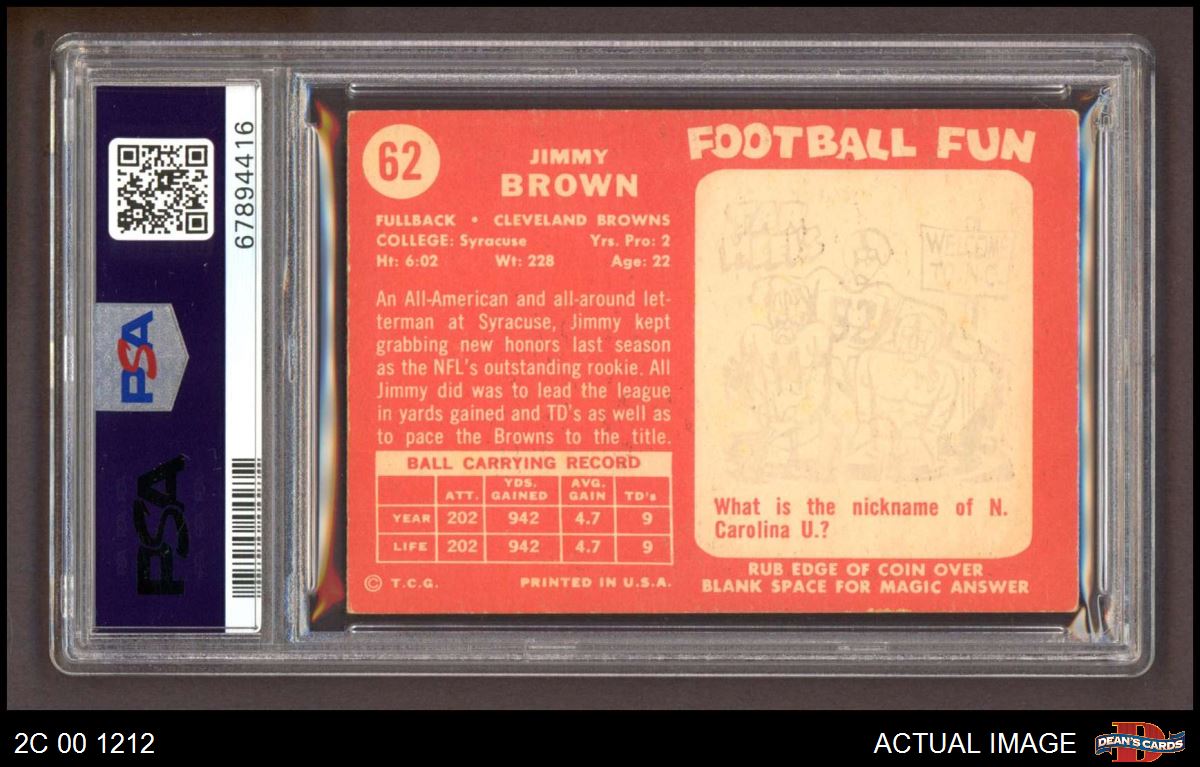 67894416
PSA
PSA
62
JIMMY
BROWN
FULLBACK • CLEVELAND BROWNS
COLLEGE: Syracuse Yrs. Pro: 2
Ht: 6:02 Wt: 228 Age: 22
An All-American and all-around let-
terman at Syracuse, Jimmy kept
grabbing new honors last season
as the NFL's outstanding rookie. All
Jimmy did was to lead the league
in yards gained and TD's as well as
to pace the Browns to the title.
BALL CARRYING RECORD
ATT. YDS. GAINED AVG. GAIN TD's
YEAR 202 942 4.7 9
LIFE 202 942 4.7 9
© T.C.G. PRINTED IN U.S.A.
FOOTBALL FUN
WELCOME
What is the nickname of N.
Carolina U.?
RUB EDGE OF COIN OVER
BLANK SPACE FOR MAGIC ANSWER
2C 00 1212
ACTUAL IMAGE
DEAN'S CARDS